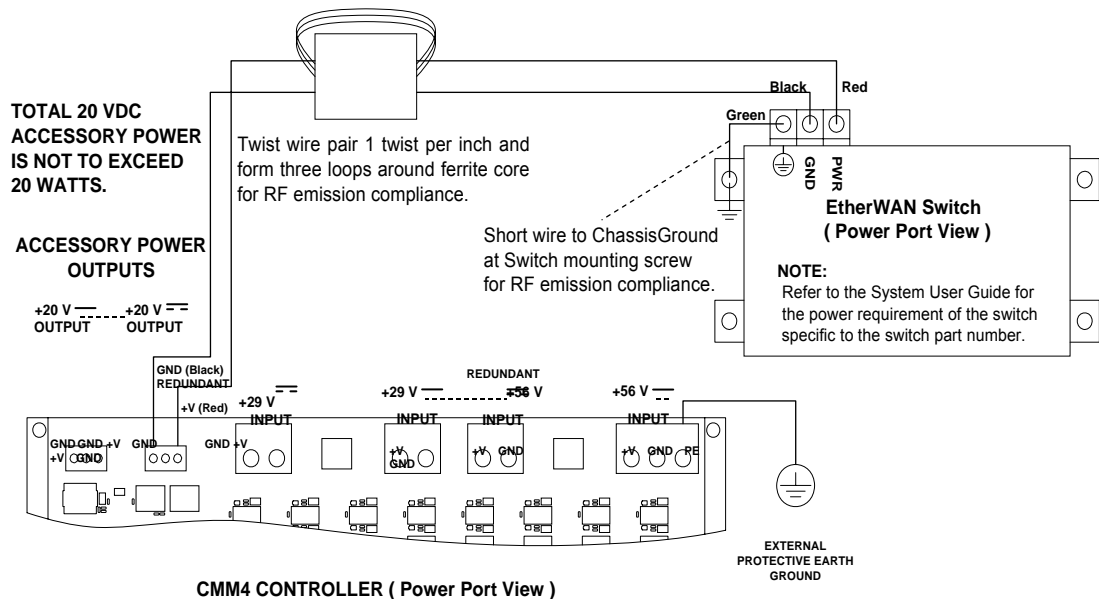 Black
Red
Green
TOTAL 20 VDC
ACCESSORY POWER
IS NOT TO EXCEED
20 WATTS.
Twist wire pair 1 twist per inch and
form three loops around ferrite core
for RF emission compliance.
GND
PWR
EtherWAN Switch
( Power Port View )
Short wire to ChassisGround
at Switch mounting screw
for RF emission compliance.
NOTE:
Refer to the System User Guide for
the power requirement of the switch
specific to the switch part number.
ACCESSORY POWER
OUTPUTS
+20 V
OUTPUT
+20 V
OUTPUT
GND (Black)
REDUNDANT
+V (Red)
+29 V
INPUT
REDUNDANT
+29 V
INPUT
+56 V
INPUT
+56 V
INPUT
GND GND +V
+V GND
GND
GND +V
+V
GND
+V GND
+V GND PE
EXTERNAL
PROTECTIVE EARTH
GROUND
CMM4 CONTROLLER ( Power Port View )